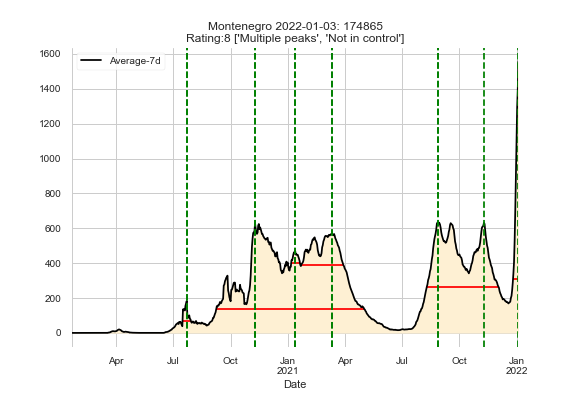 Montenegro 2022-01-03: 174865
Rating:8 ['Multiple peaks', 'Not in control']
Average-7d
1600
1400
1200
1000
800
600
400
200
0
Apr Jul Oct Jan Apr Jul Oct Jan
2021 2022
Date